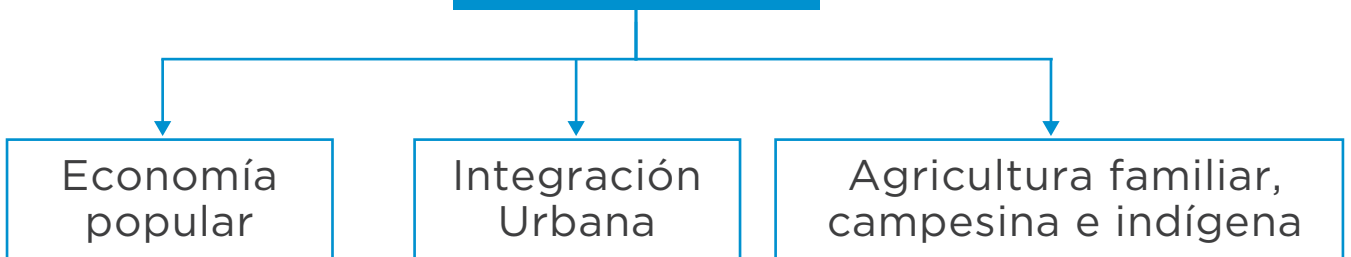 Economía
popular
Integración
Urbana
Agricultura familiar,
campesina e indígena